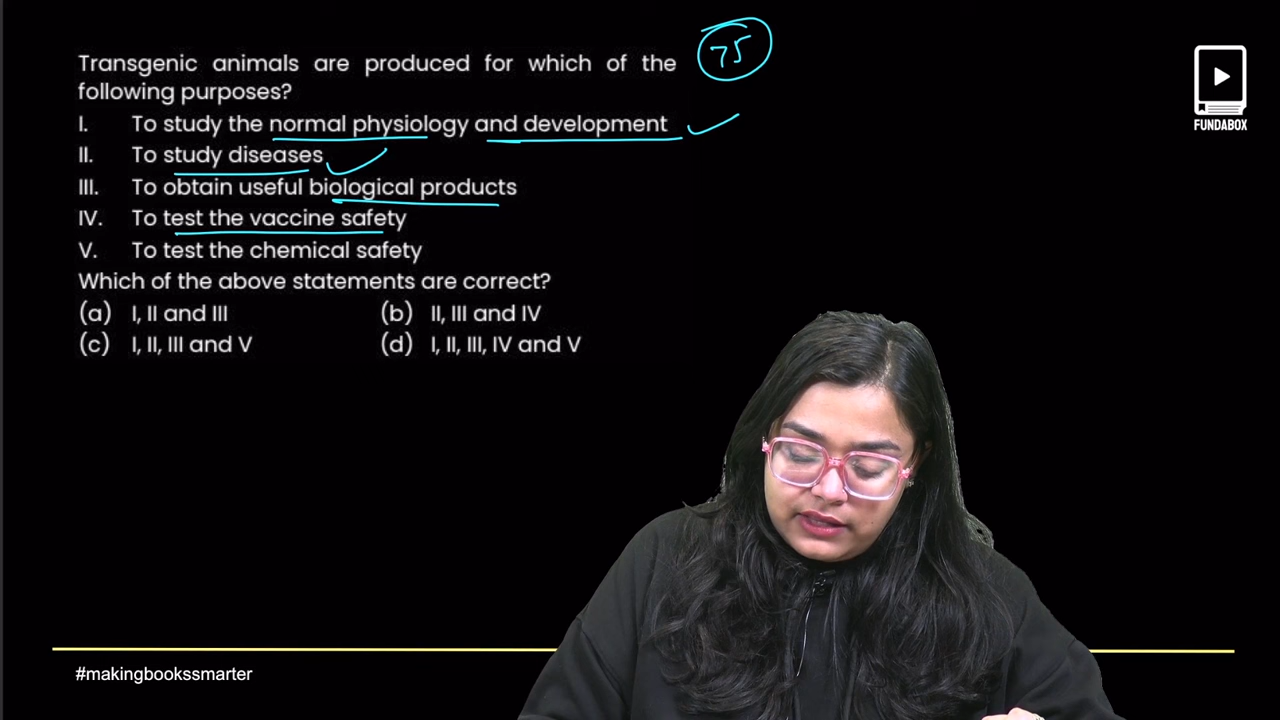 Transgenic animals are produced for which of the
following purposes?
75
I. To study the normal physiology and development
II. To study diseases
III. To obtain useful biological products
IV. To test the vaccine safety
V. To test the chemical safety
Which of the above statements are correct?
(a) I, II and III (b) II, III and IV
(c) I, II, III and V (d) I, II, III, IV and V
FUNDABOX
#makingbookssmarter